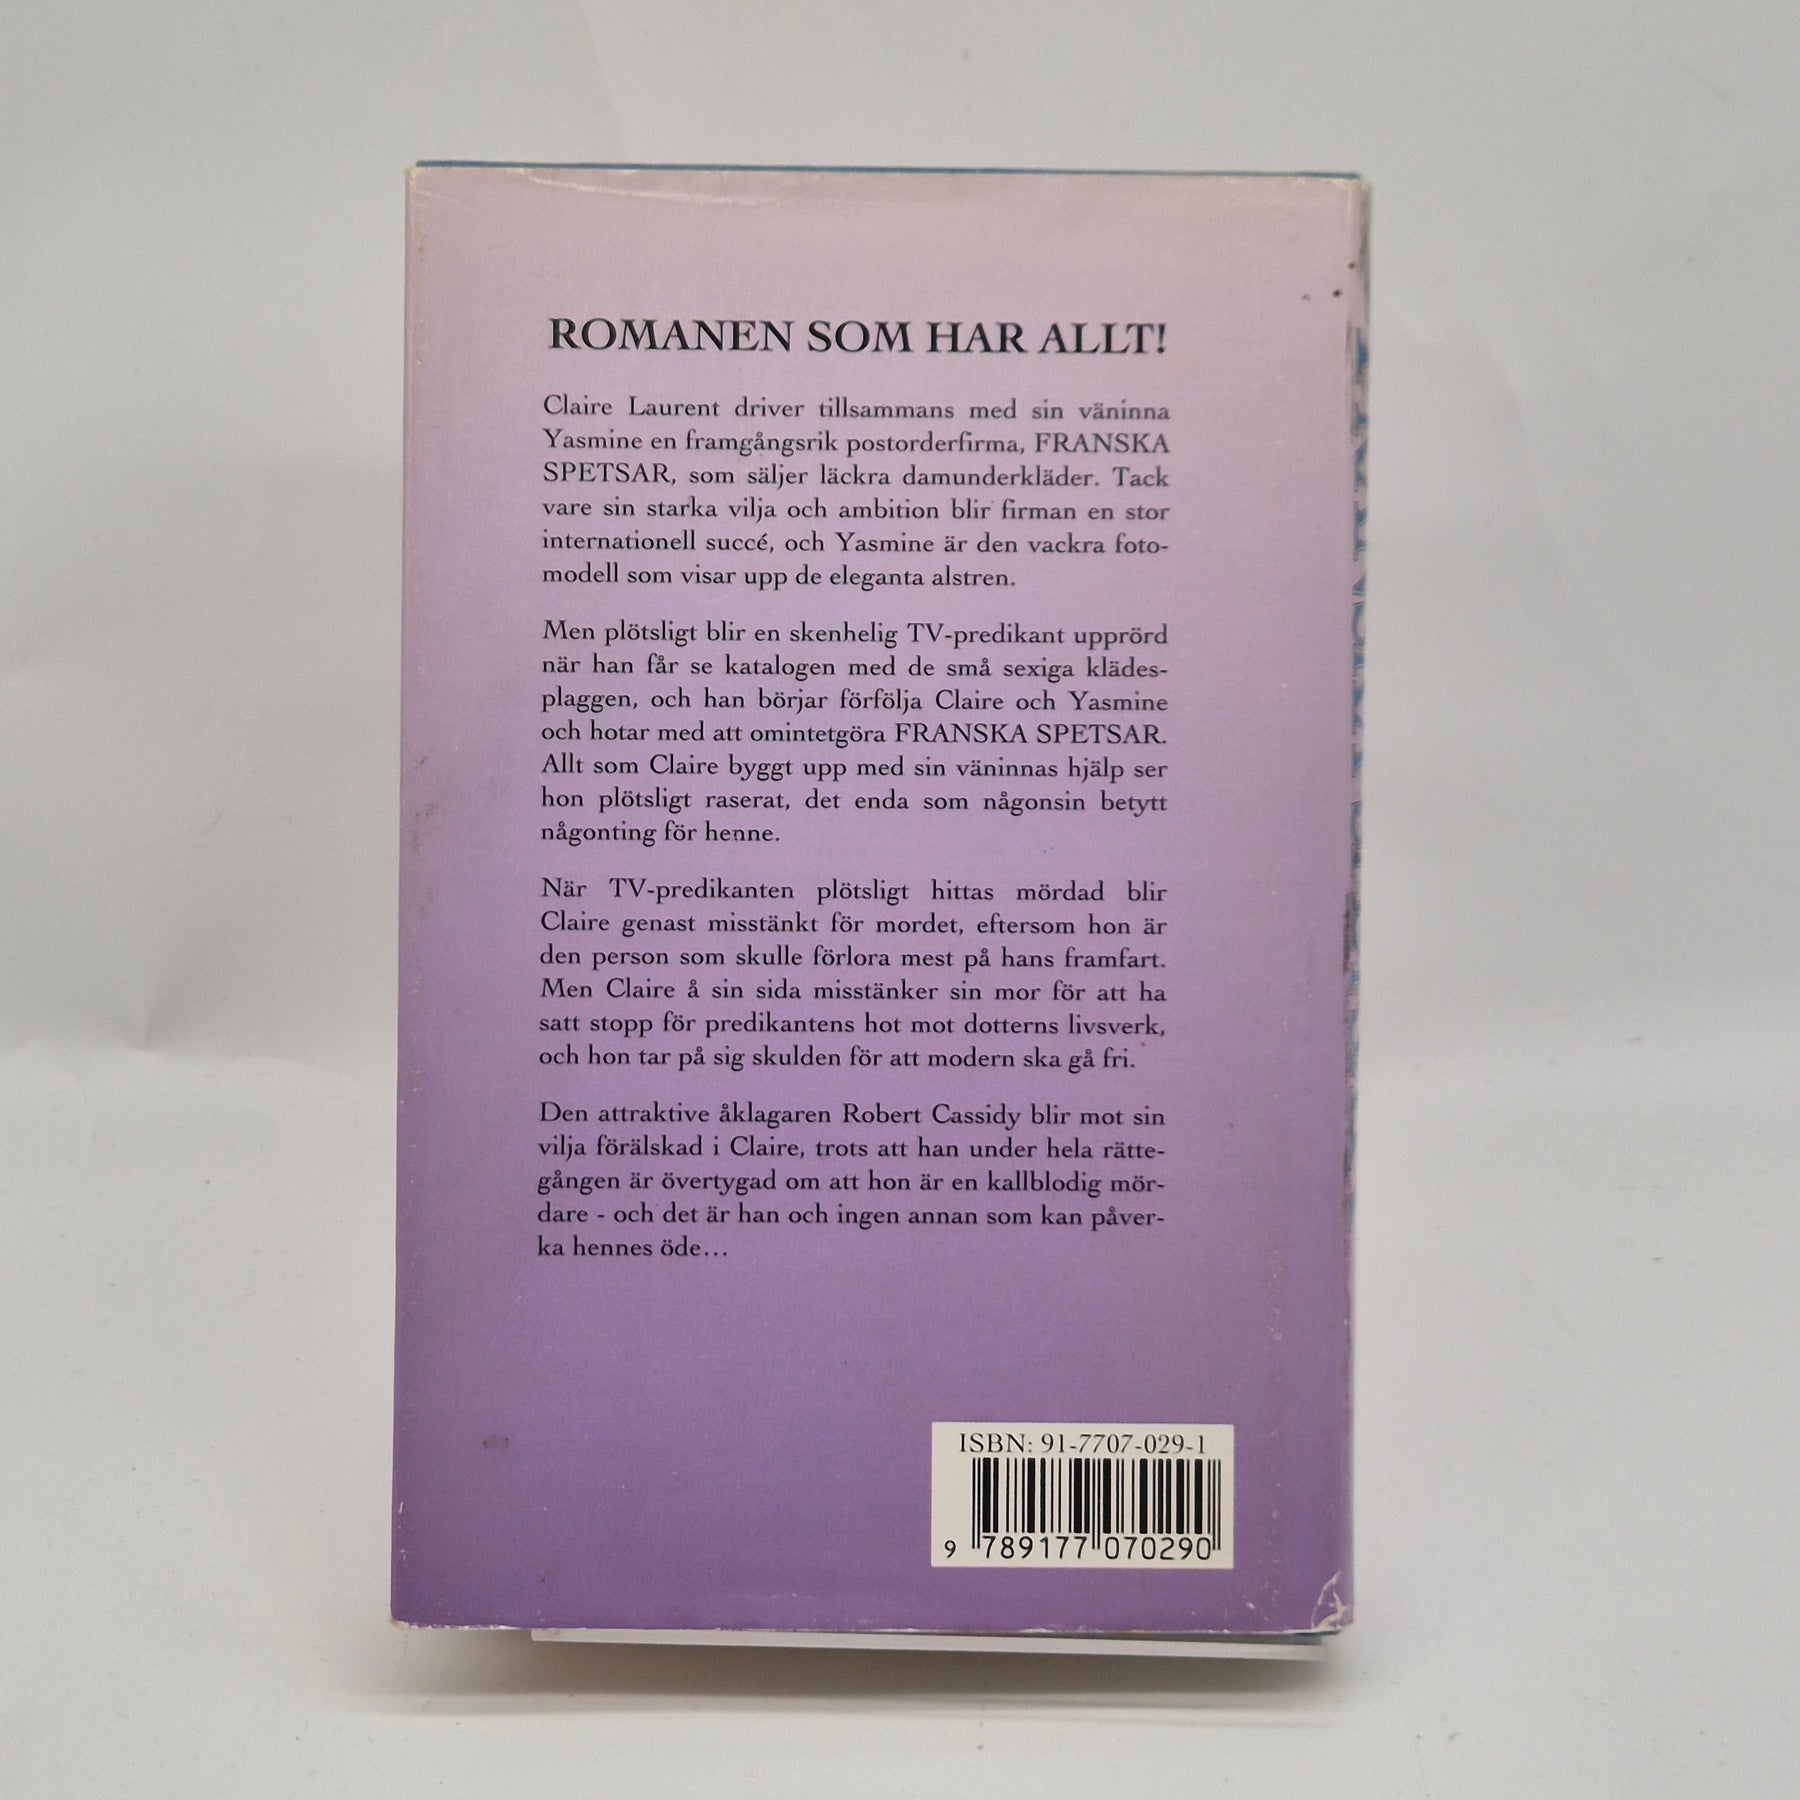 ROMANEN SOM HAR ALLT!
Claire Laurent driver tillsammans med sin väninna
Yasmine en framgångsrik postorderfirma, FRANSKA
SPETSAR, som säljer läckra damunderkläder. Tack
vare sin starka vilja och ambition blir firman en stor
internationell succé, och Yasmine är den vackra foto-
modell som visar upp de eleganta alstren.
Men plötsligt blir en skenhelig TV-predikant upprörd
när han får se katalogen med de små sexiga klädes-
plaggen, och han börjar förfölja Claire och Yasmine
och hotar med att omintetgöra FRANSKA SPETSAR.
Allt som Claire byggt upp med sin väninnas hjälp ser
hon plötsligt raserat, det enda som någonsin betytt
någonting för henne.
När TV-predikanten plötsligt hittas mördad blir
Claire genast misstänkt för mordet, eftersom hon är
den person som skulle förlora mest på hans framfart.
Men Claire å sin sida misstänker sin mor för att ha
satt stopp för predikantens hot mot dotterns livsverk,
och hon tar på sig skulden för att modern ska gå fri.
Den attraktive åklagaren Robert Cassidy blir mot sin
vilja förälskad i Claire, trots att han under hela rätte-
gången är övertygad om att hon är en kallblodig mör-
dare - och det är han och ingen annan som kan påver-
ka hennes öde...
ISBN: 91-7707-029-1
9 789177 070290